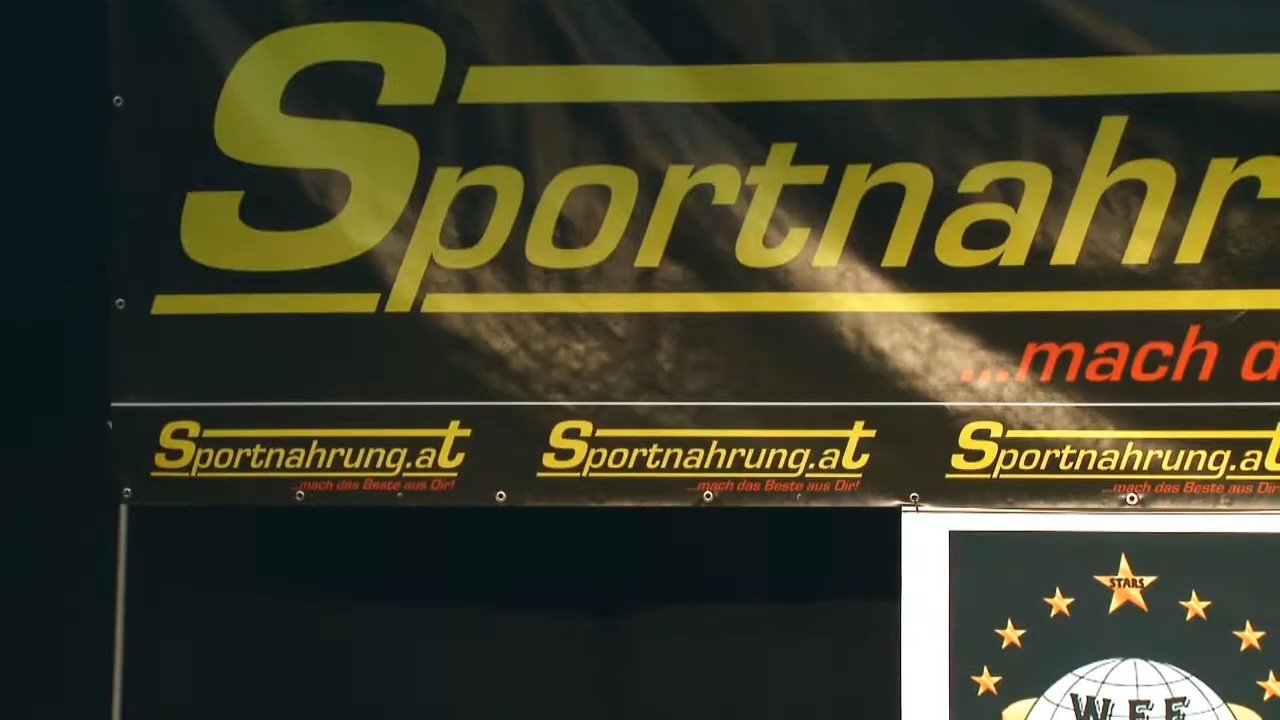 Sportnahr
...mach d
Sportnahrung.at Sportnahrung.at Sportnahrung.at
...mach das Beste aus Dir! ...mach das Beste aus Dir! ...mach das Beste aus Dir
STARS
WFF